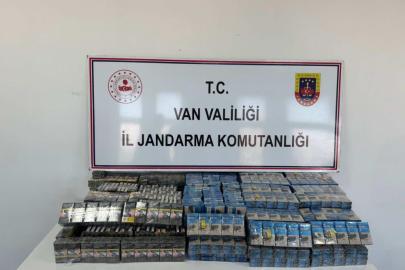 T.C.
VAN VALİLİĞİ
İL JANDARMA KOMUTANLIĞI